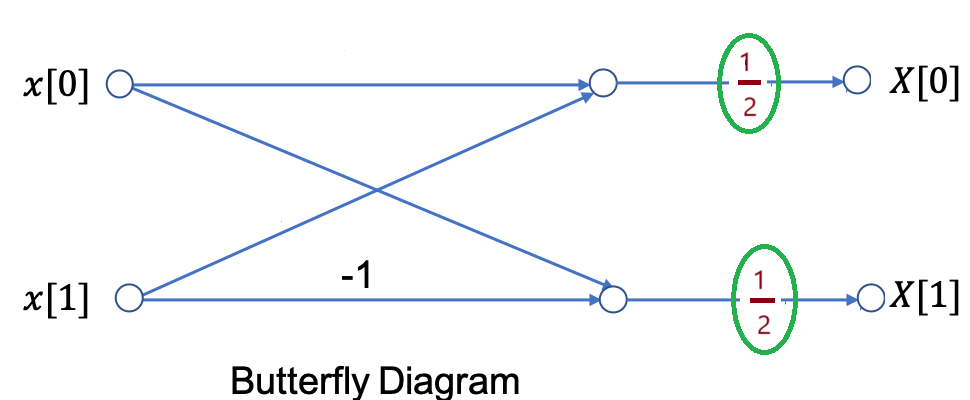 x[0]
1
2
X[0]
-1
x[1]
1
2
X[1]
Butterfly Diagram